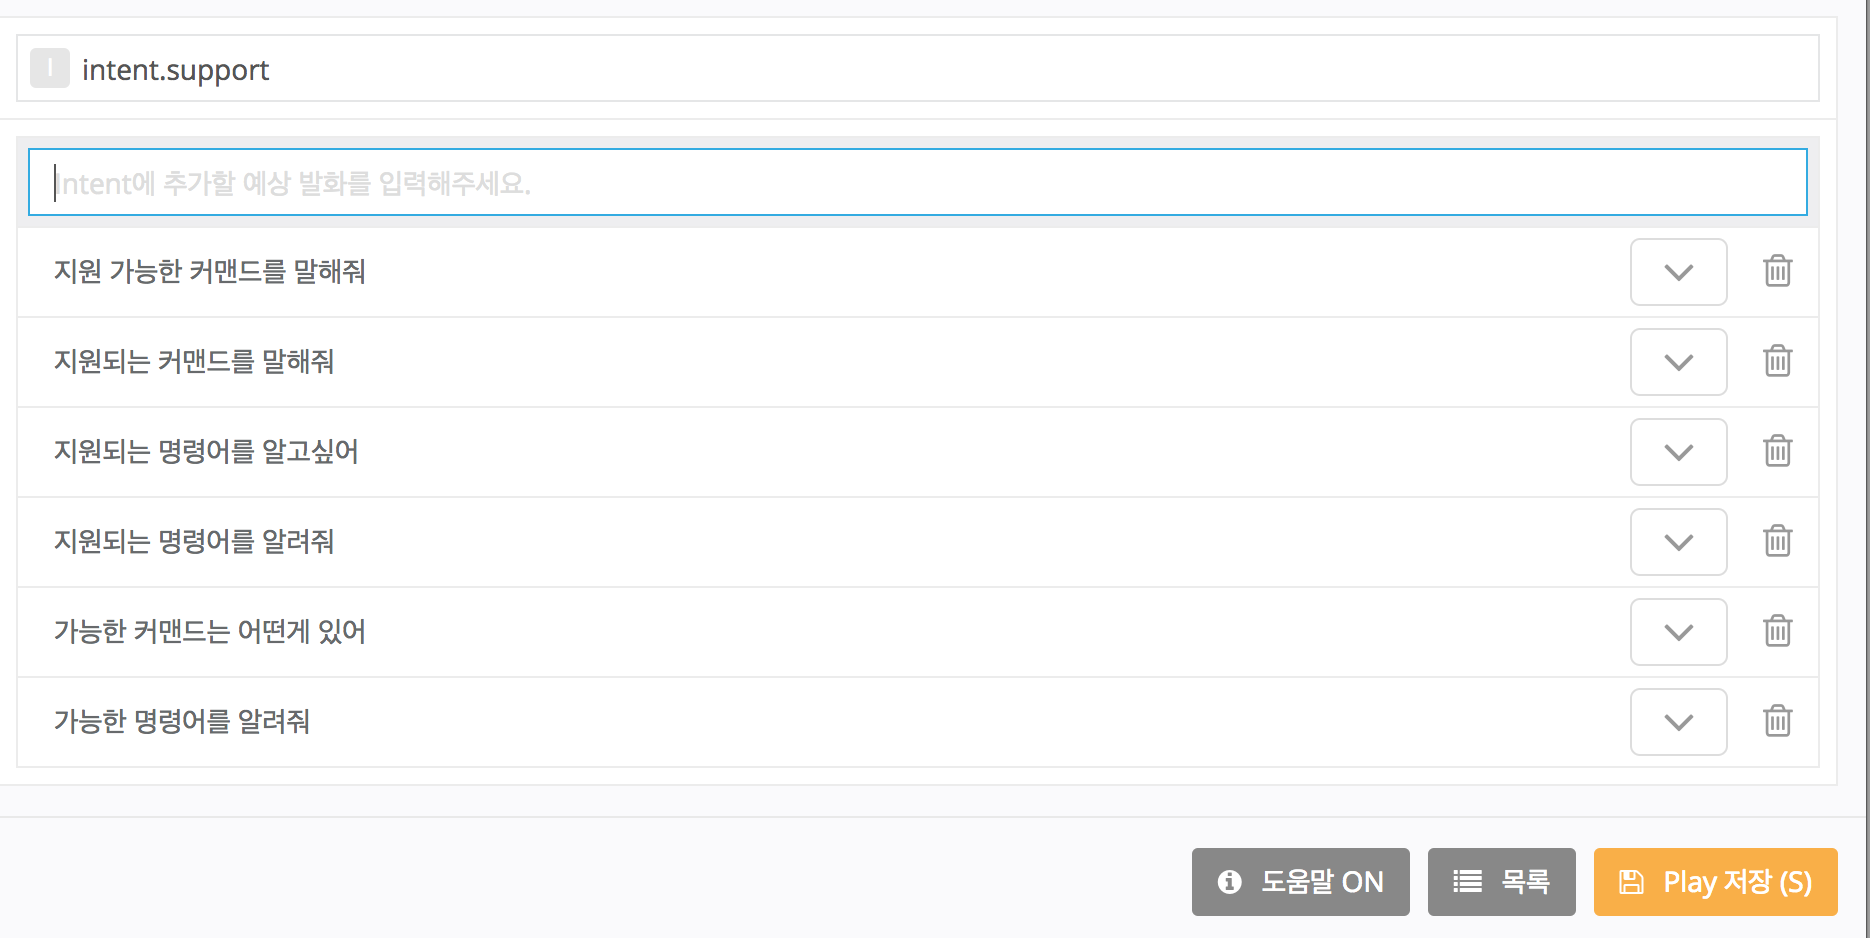 I intent.support
Intent에 추가할 예상 발화를 입력해주세요.
지원 가능한 커맨드를 말해줘
지원되는 커맨드를 말해줘
지원되는 명령어를 알고싶어
지원되는 명령어를 알려줘
가능한 커맨드는 어떤게 있어
가능한 명령어를 알려줘
도움말 ON 목록 Play 저장 (S)